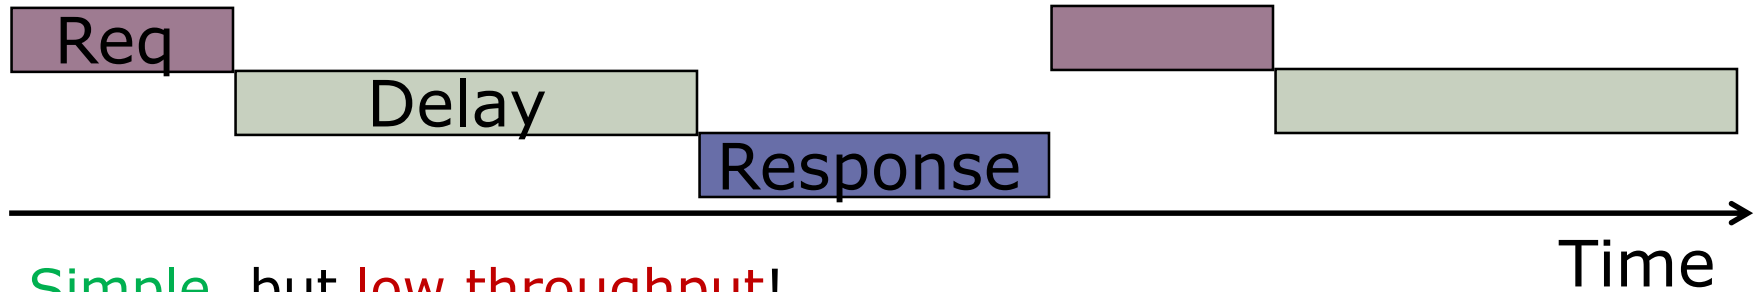 Req
Delay
Response
Time
Simple, but low throughput!